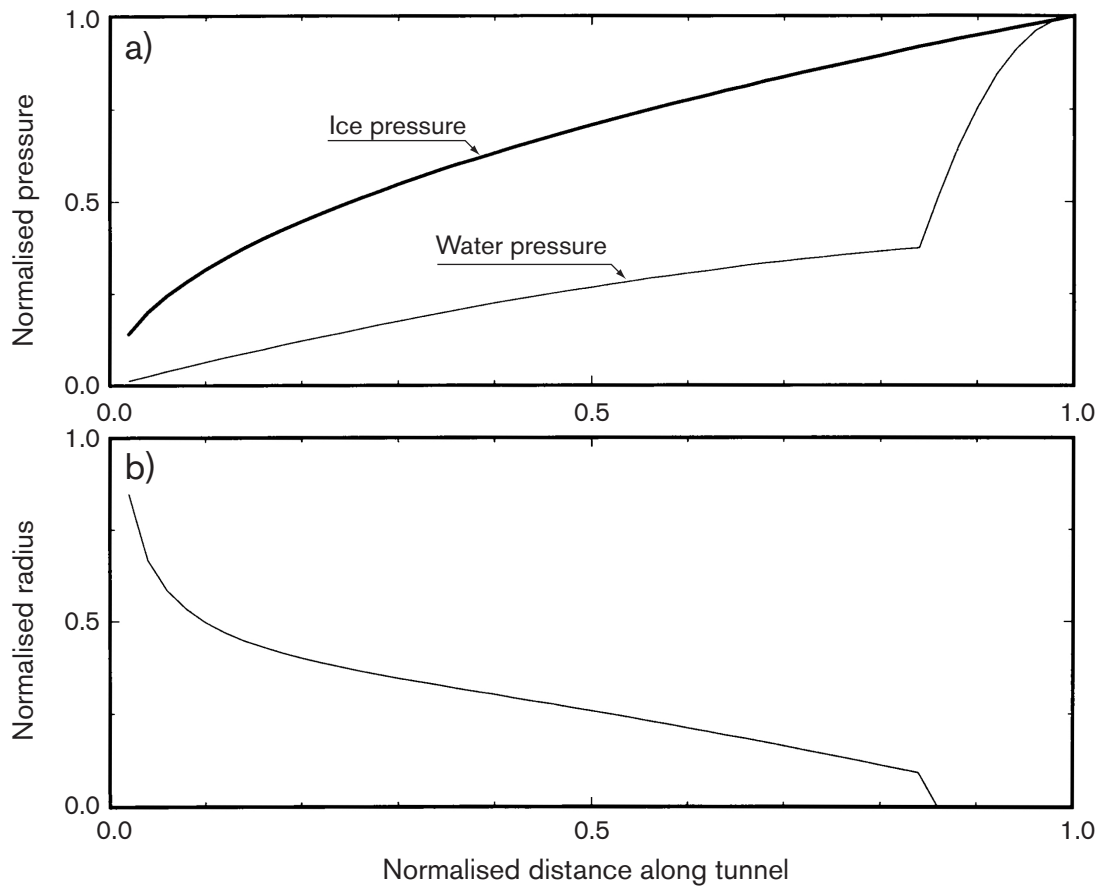 a)
1.0
0.5
0.0
Normalised pressure
Ice pressure
Water pressure
0.0 0.5 1.0
b)
1.0
0.5
0.0
Normalised radius
0.0 0.5 1.0
Normalised distance along tunnel